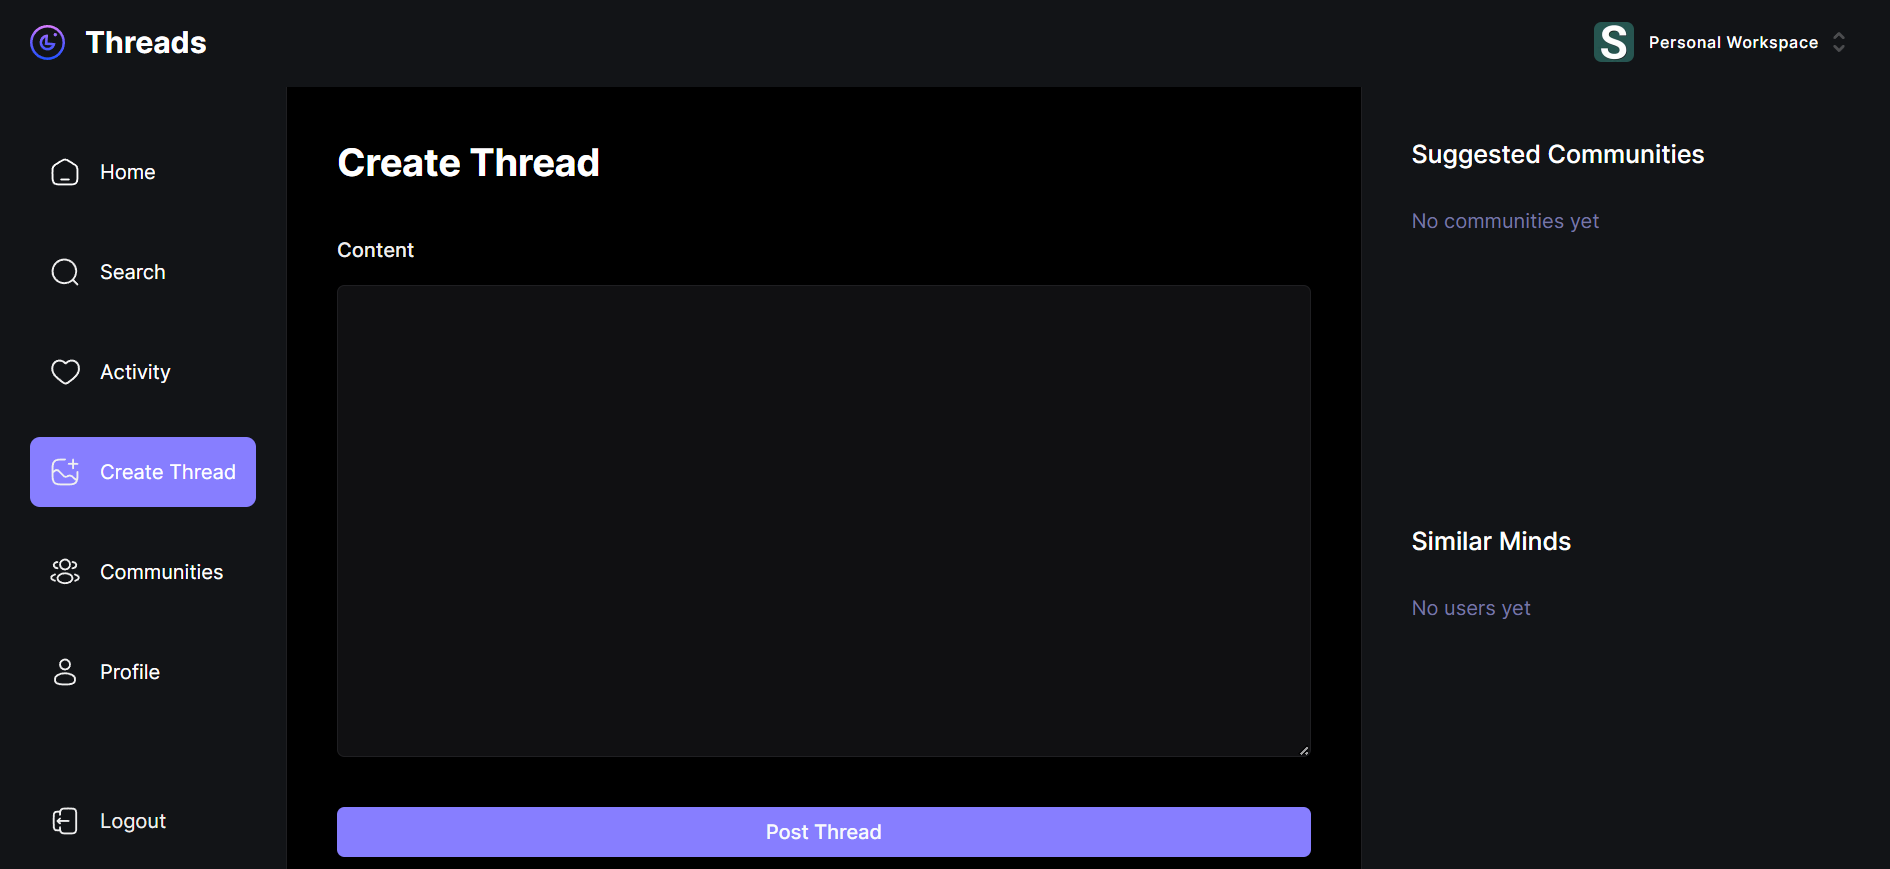 Threads
S
Personal Workspace
Home
Search
Activity
Create Thread
Communities
Profile
Logout
Create Thread
Content
Post Thread
Suggested Communities
No communities yet
Similar Minds
No users yet